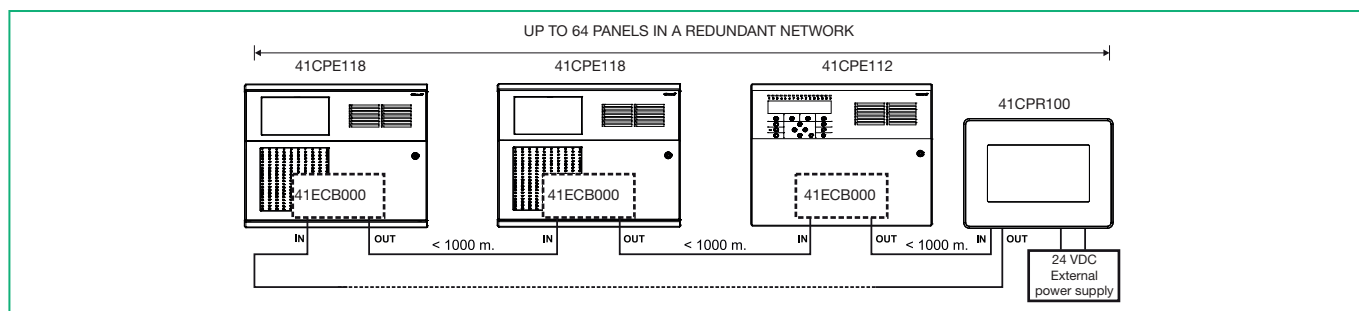 UP TO 64 PANELS IN A REDUNDANT NETWORK
41CPE118
41CPE118
41CPE112
41CPR100
41ECB000
41ECB000
41ECB000
IN
OUT
< 1000 m.
IN
OUT
< 1000 m.
IN
OUT
< 1000 m.
IN
OUT
24 VDC
External
power supply